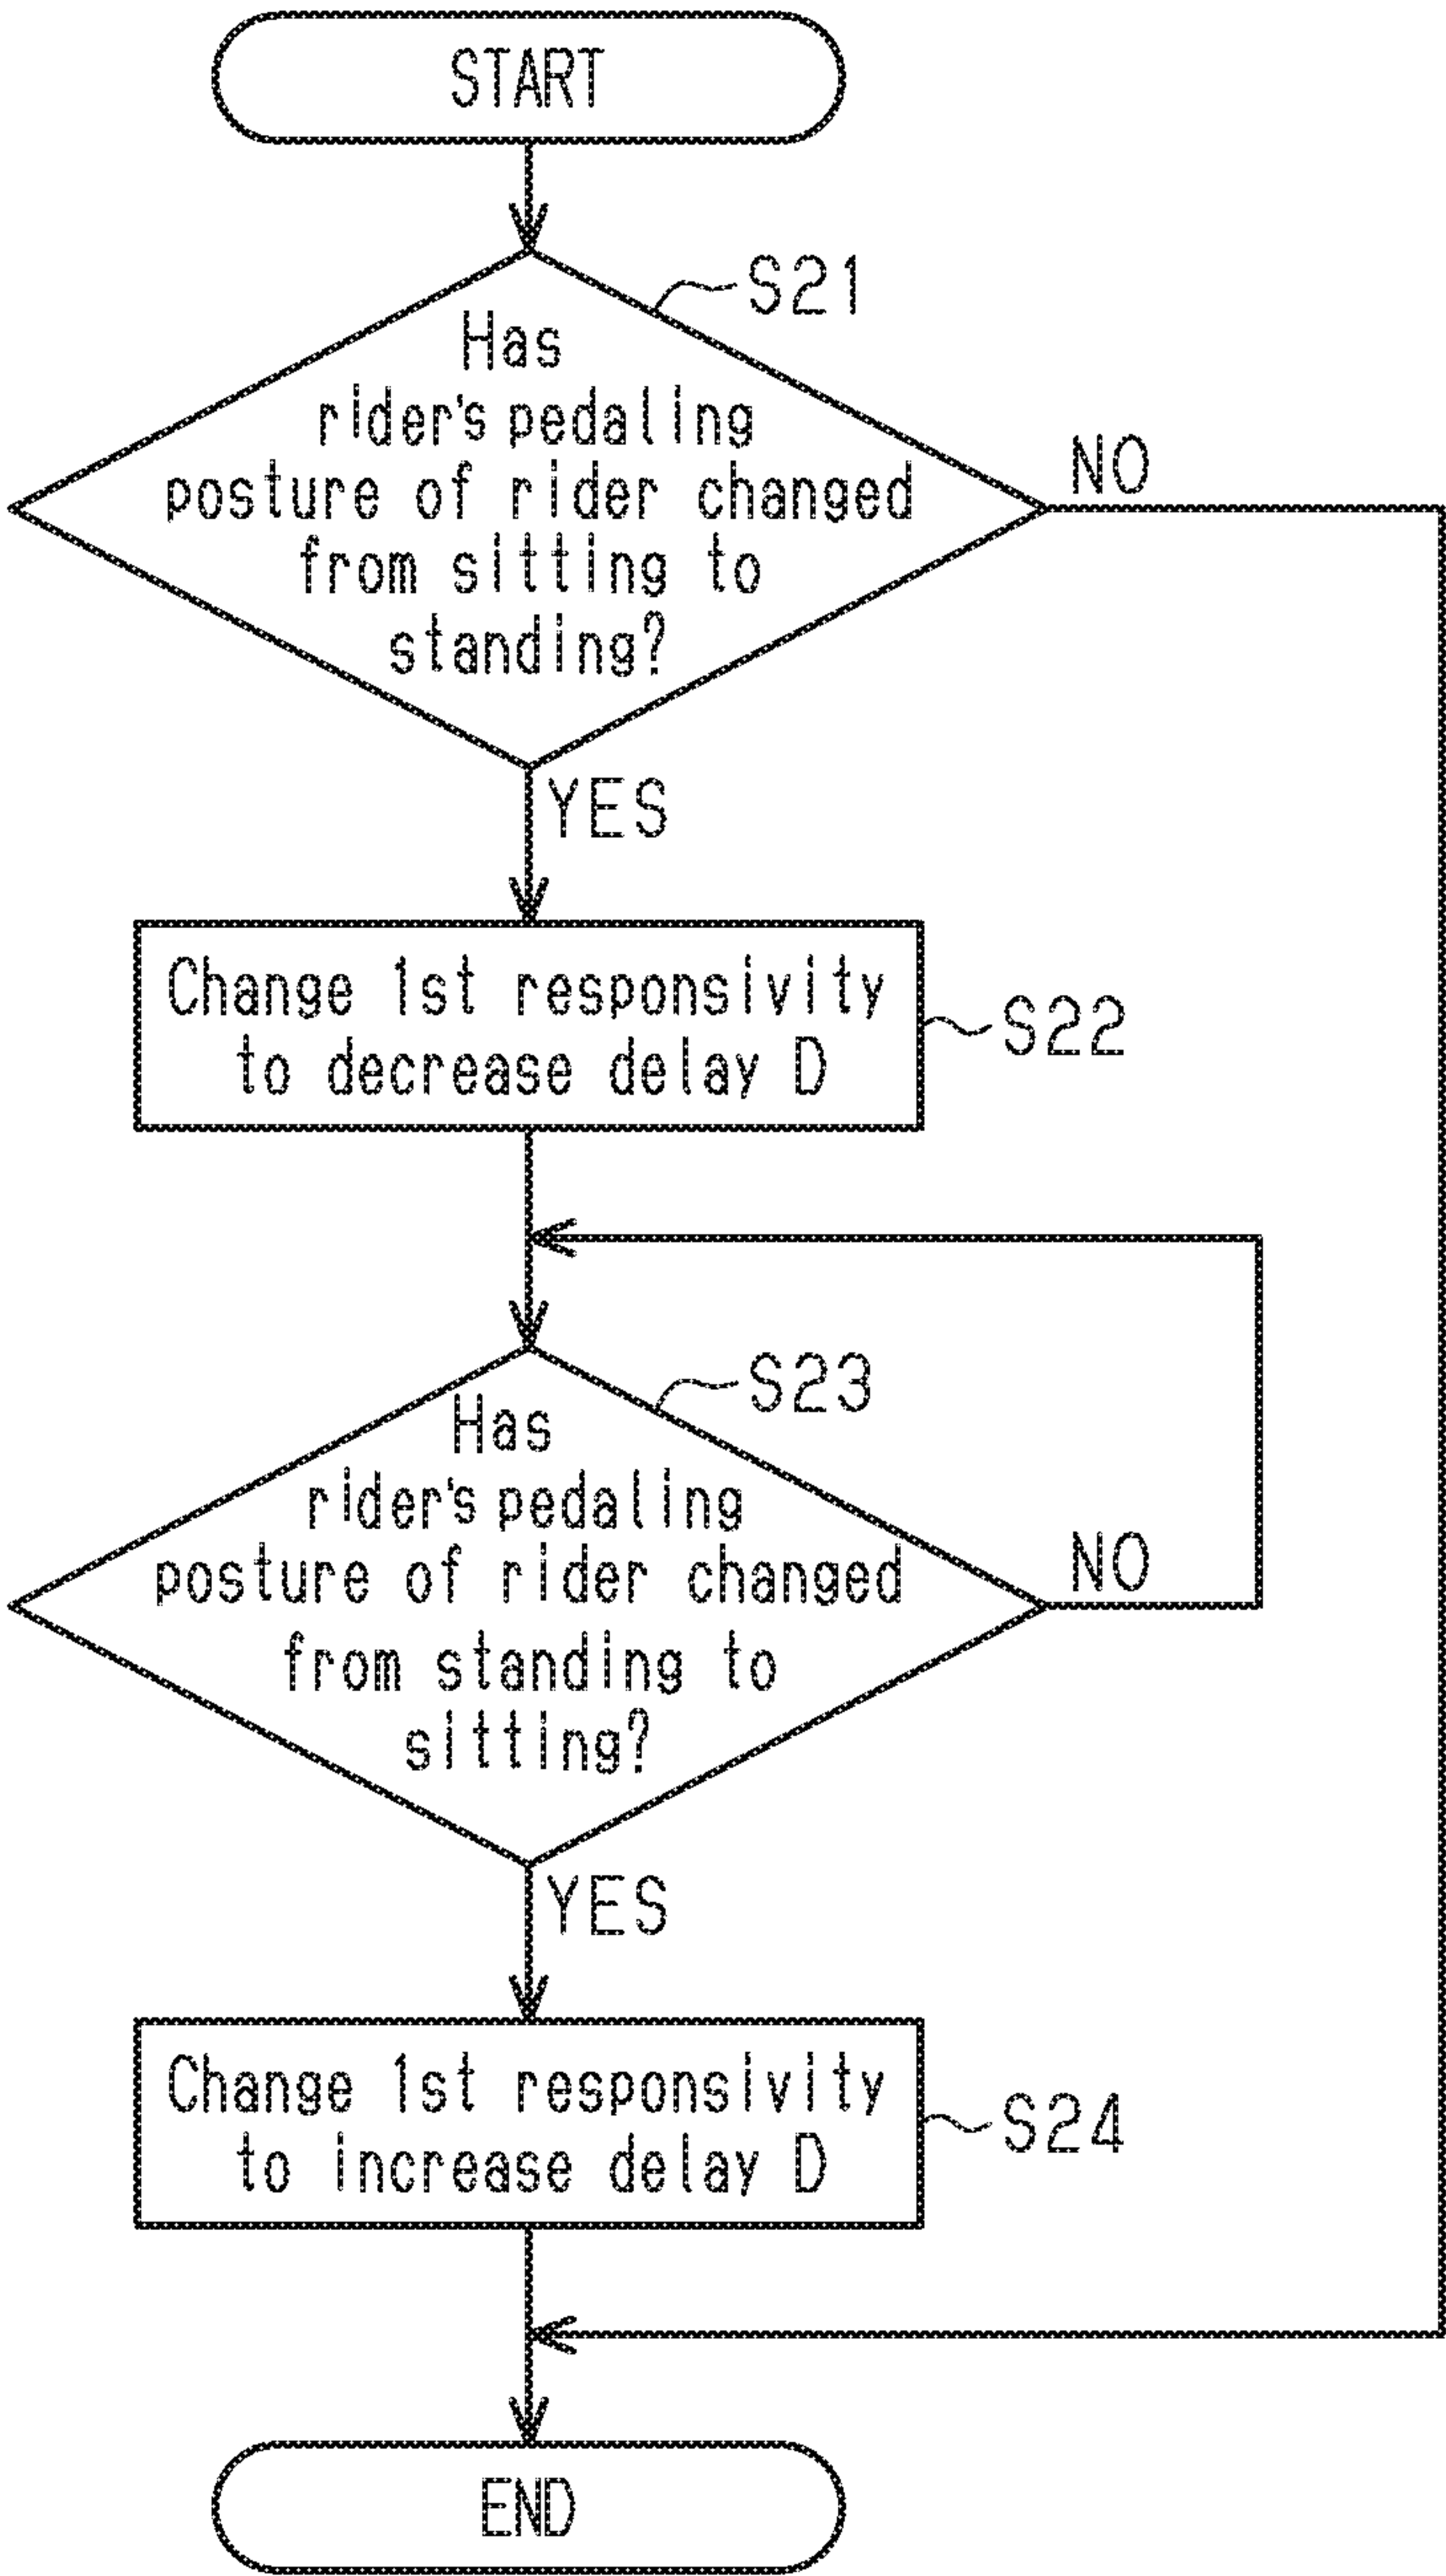 START
S21
Has
rider's pedaling
posture of rider changed
from sitting to
standing?
NO
YES
Change 1st responsivity
to decrease delay D
S22
S23
Has
rider's pedaling
posture of rider changed
from standing to
sitting?
NO
YES
Change 1st responsivity
to increase delay D
S24
END